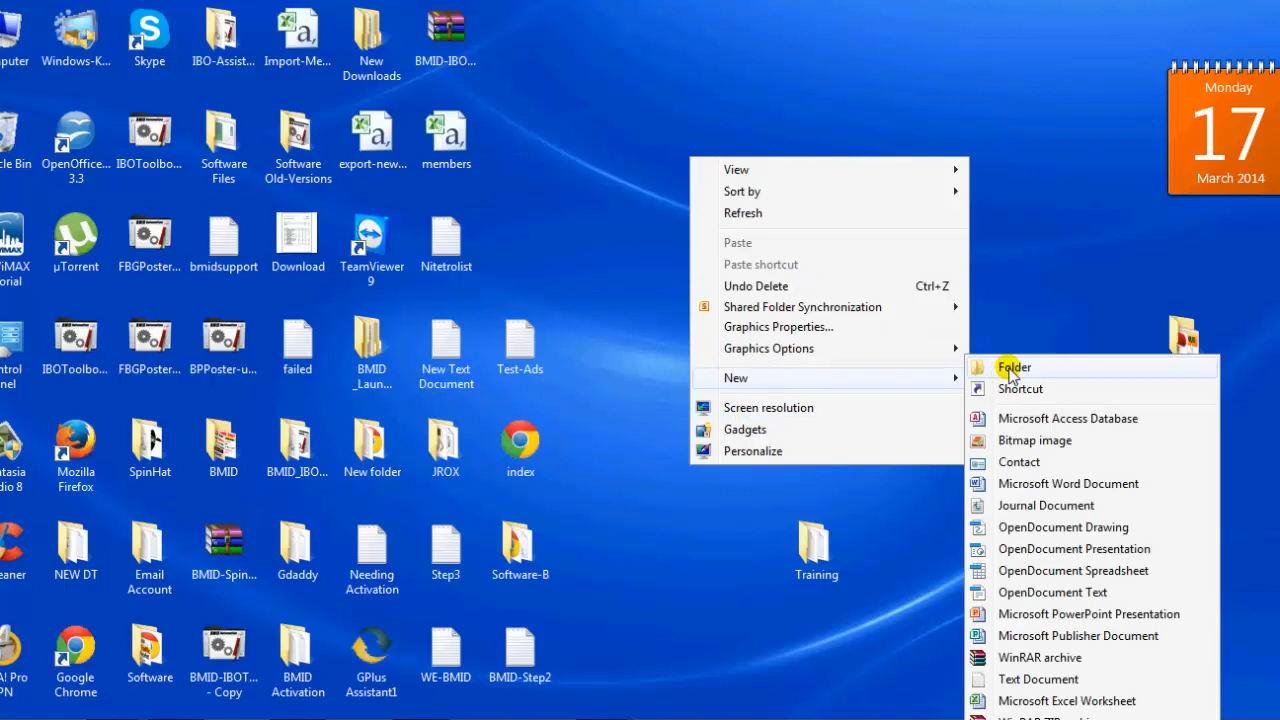 puter
Windows-K...
Skype
IBO-Assist...
Import-Me...
New
Downloads
BMID-IBO...
cle Bin
OpenOffice...
3.3
IBOToolbo...
Software
Files
Software
Old-Versions
export-new...
members
ViMAX
torial
µTorrent
FBGPoster...
bmidsupport
Download
TeamViewer
9
Nitetrolist
ntrol
nel
IBOToolbo...
FBGPoster...
BPPoster-u...
failed
BMID
_Laun...
New Text
Document
Test-Ads
ntasia
dio 8
Mozilla
Firefox
SpinHat
BMID
BMID_IBO...
New folder
JROX
index
eaner
NEW DT
Email
Account
BMID-Spin...
Gdaddy
Needing
Activation
Step3
Software-B
Training
A! Pro
PN
Google
Chrome
Software
BMID-IBOT...
- Copy
BMID
Activation
GPlus
Assistant1
WE-BMID
BMID-Step2
View
Sort by
Refresh
Paste
Paste shortcut
Undo Delete Ctrl+Z
Shared Folder Synchronization
Graphics Properties...
Graphics Options
New
Screen resolution
Gadgets
Personalize
Folder
Shortcut
Microsoft Access Database
Bitmap image
Contact
Microsoft Word Document
Journal Document
OpenDocument Drawing
OpenDocument Presentation
OpenDocument Spreadsheet
OpenDocument Text
Microsoft PowerPoint Presentation
Microsoft Publisher Document
WinRAR archive
Text Document
Microsoft Excel Worksheet
Monday
17
March 2014